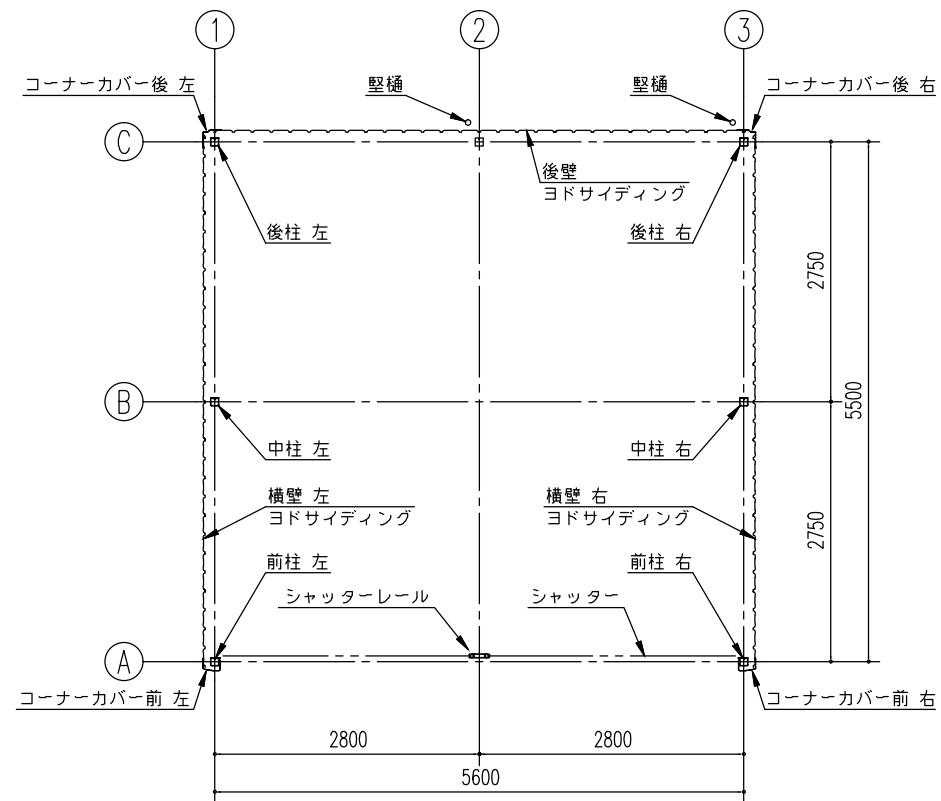 1
2
3
コーナーカバー後 左
堅樋
堅樋
コーナーカバー後 右
C
後壁
ヨドサイディング
後柱 左
後柱 右
2750
B
5500
中柱 左
中柱 右
横壁 左
ヨドサイディング
横壁 右
ヨドサイディング
2750
前柱 左
前柱 右
シャッターレール
シャッター
A
コーナーカバー前 左
コーナーカバー前 右
2800
2800
5600